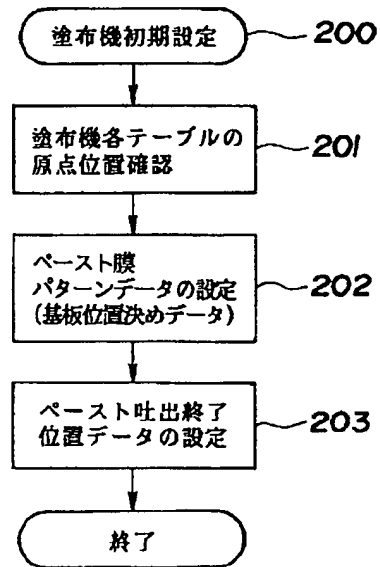 塗布機初期設定
200
塗布機各テーブルの
原点位置確認
201
ペースト膜
パターンデータの設定
(基板位置決めデータ)
202
ペースト吐出終了
位置データの設定
203
終了